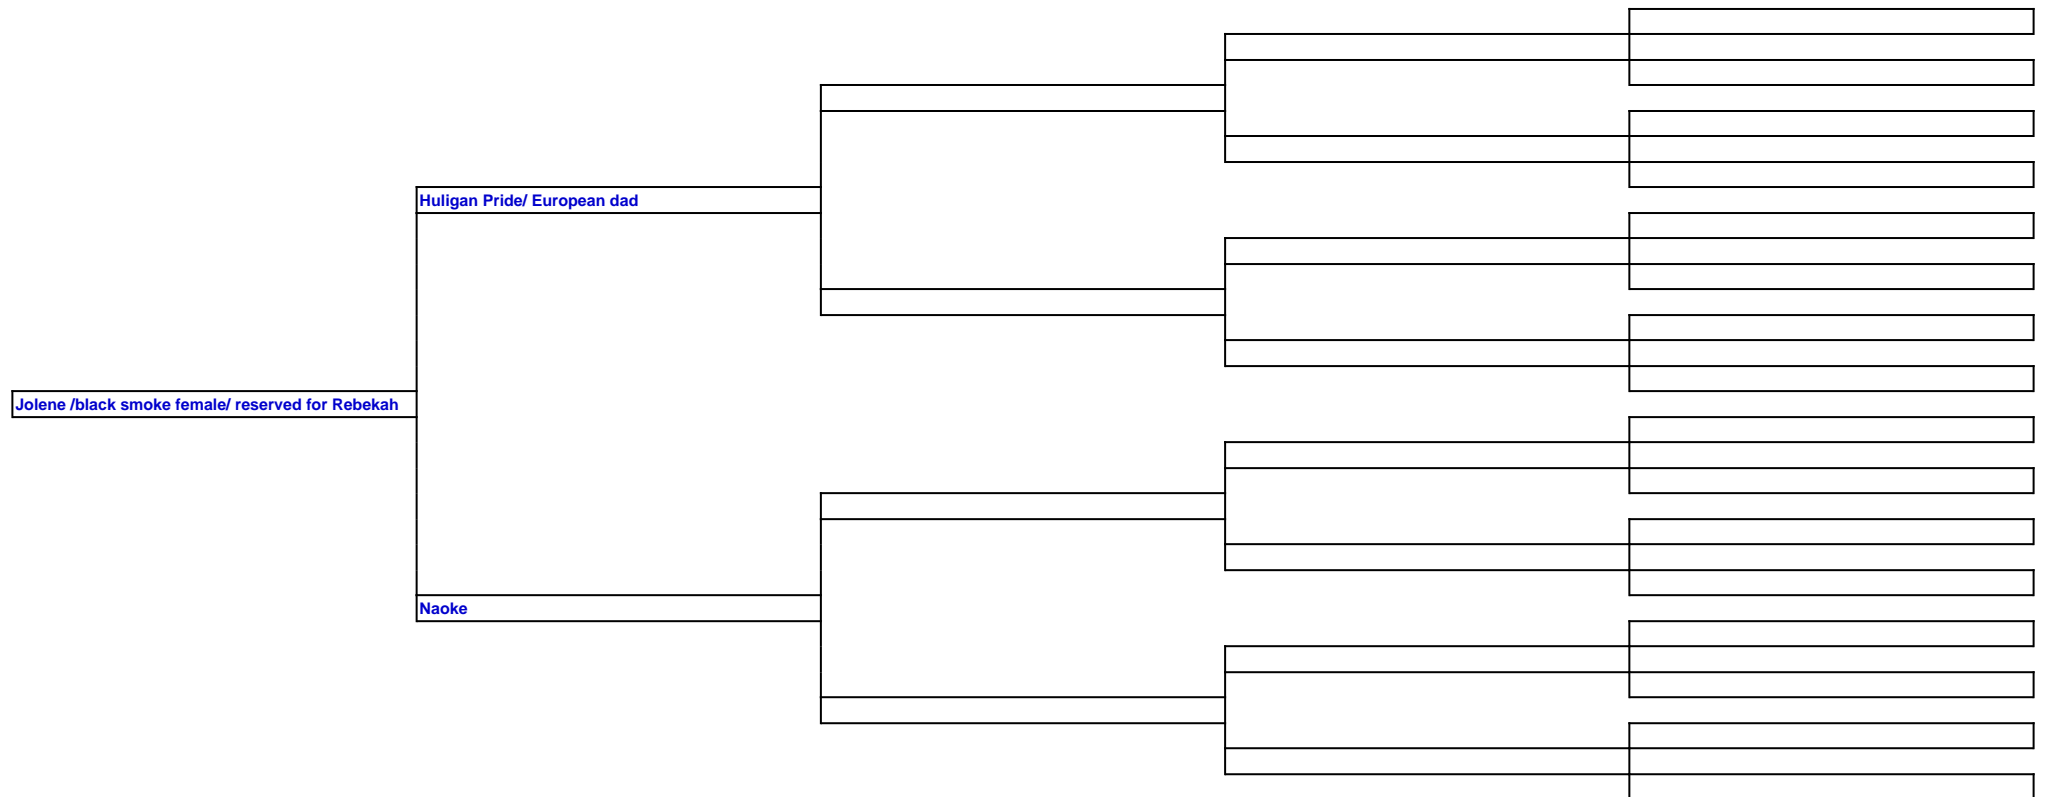 Huligan Pride/ European dad
Jolene /black smoke female/ reserved for Rebekah
Naoke